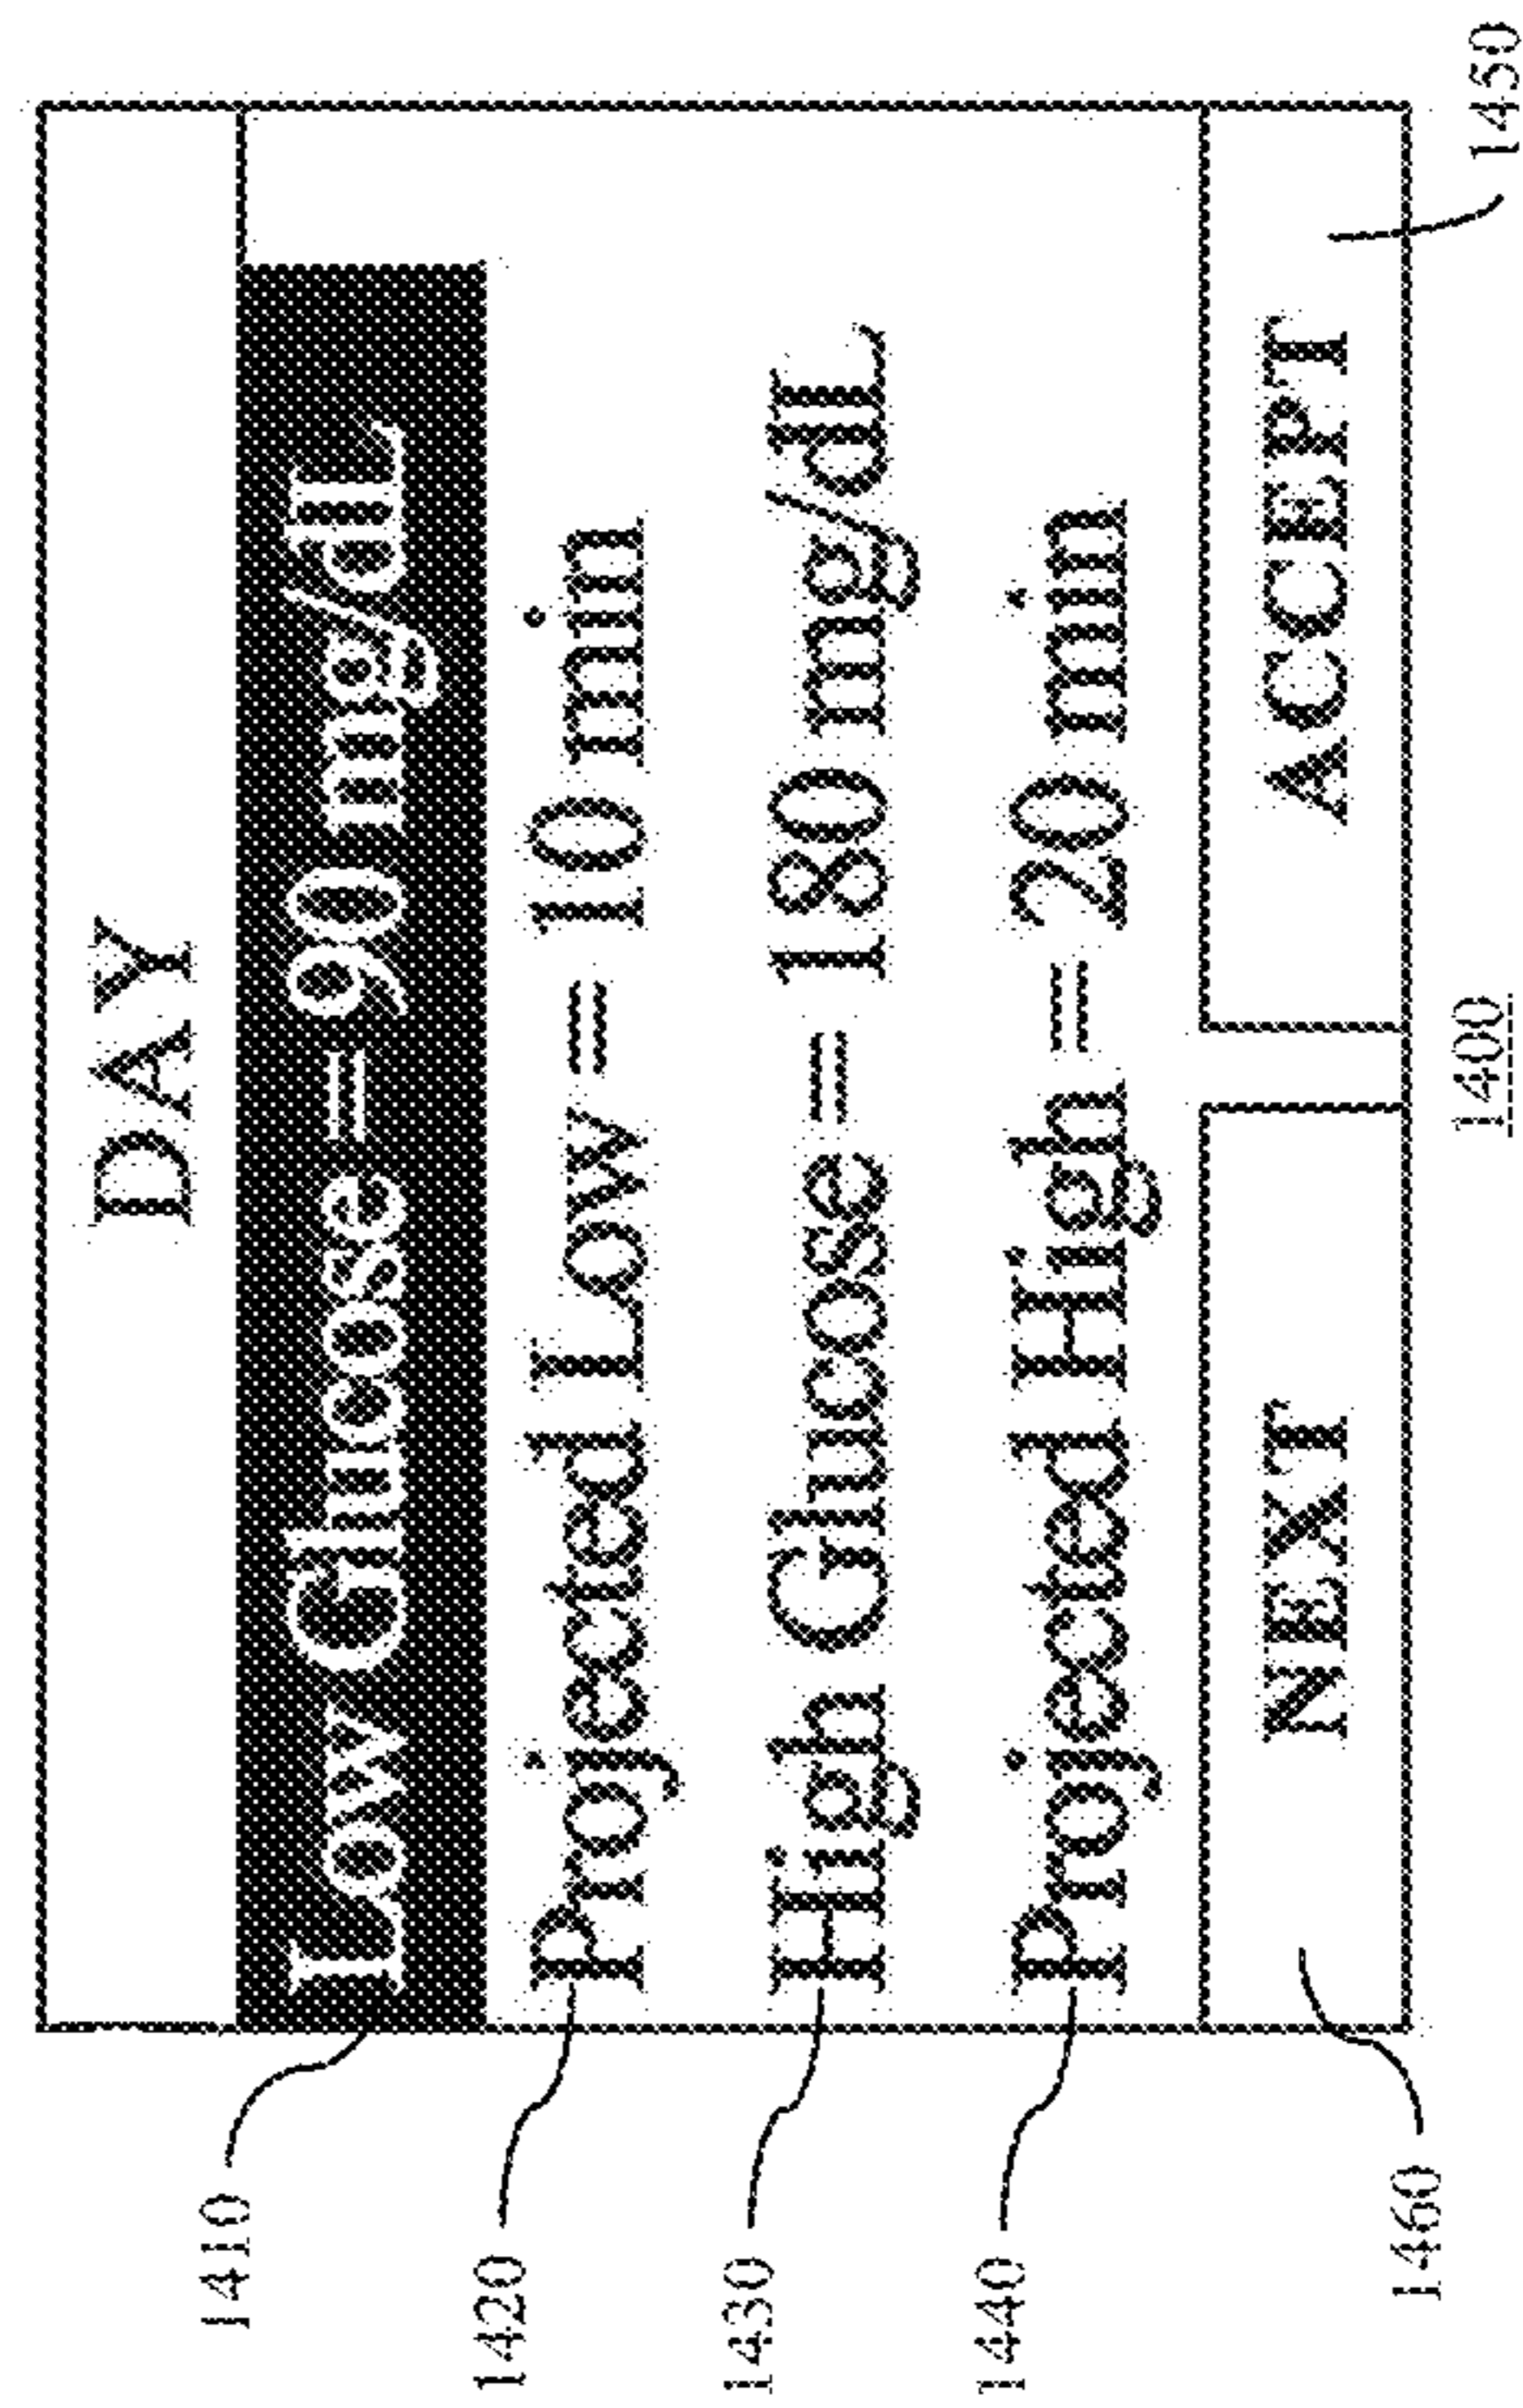 DAY
1410
Low Glucose = 90 mg/dL
1420
Projected Low = 10 min
1430
High Glucose = 180 mg/dL
1440
Projected High = 20 min
1460
NEXT
ACCEPT
1450
1400